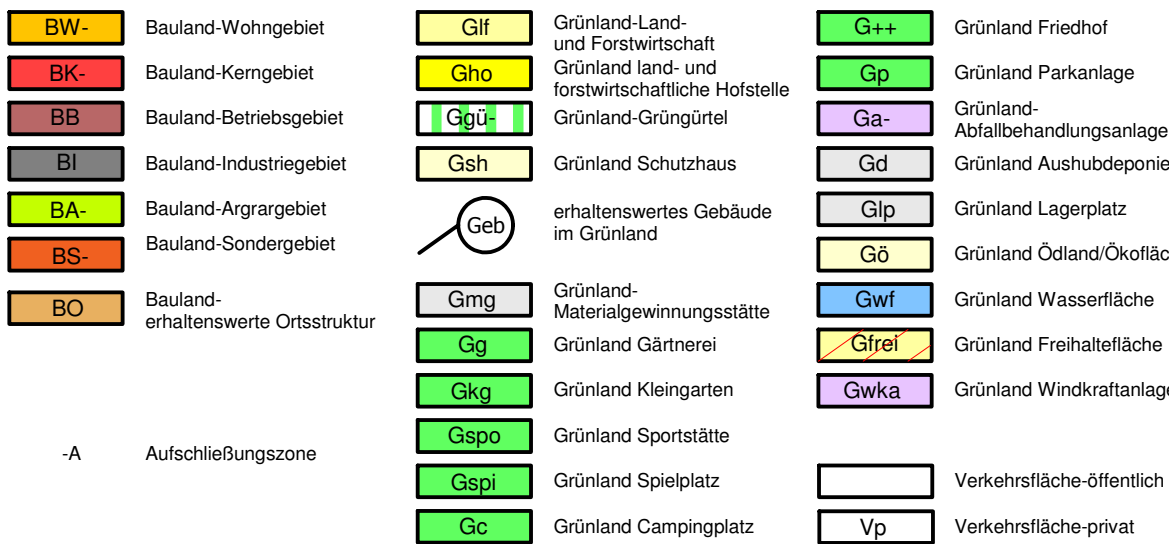 BW- Bauland-Wohngebiet
BK- Bauland-Kerngebiet
BB Bauland-Betriebsgebiet
BI Bauland-Industriegebiet
BA- Bauland-Argrargebiet
BS- Bauland-Sondergebiet
BO Bauland-
erhaltenswerte Ortsstruktur
-A Aufschließungszone
Glf Grünland-Land-
und Forstwirtschaft
Gho Grünland land- und
forstwirtschaftliche Hofstelle
Ggü- Grünland-Grüngürtel
Gsh Grünland Schutzhaus
Geb erhaltenswertes Gebäude
im Grünland
Gmg Grünland-
Materialgewinnungsstätte
Gg Grünland Gärtnerei
Gkg Grünland Kleingarten
Gspo Grünland Sportstätte
Gspi Grünland Spielplatz
Gc Grünland Campingplatz
G++ Grünland Friedhof
Gp Grünland Parkanlage
Ga- Grünland-
Abfallbehandlungsanlage
Gd Grünland Aushubdeponie
Glp Grünland Lagerplatz
Gö Grünland Ödland/Ökofläc
Gwf Grünland Wasserfläche
Gfrei Grünland Freihaltefläche
Gwka Grünland Windkraftanlage
Verkehrsfläche-öffentlich
Vp Verkehrsfläche-privat